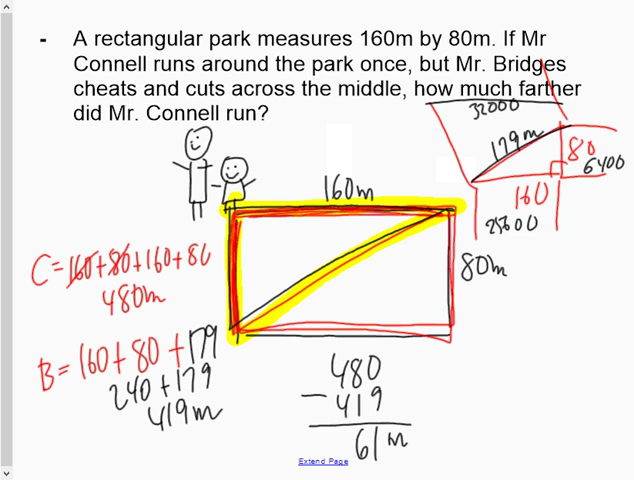 - A rectangular park measures 160m by 80m. If Mr
Connell runs around the park once, but Mr. Bridges
cheats and cuts across the middle, how much farther
did Mr. Connell run?
32000
179m
80
6400
160
25600
160m
80m
C=160+80+160+80
480m
B=160+80+179
240+179
419m
480
-419
61m
Extend Page